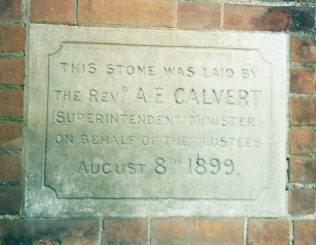 THIS STONE WAS LAID BY
THE REVᴰ A. E. CALVERT
SUPERINTENDENT MINISTER
ON BEHALF OF THE TRUSTEES
AUGUST 8TH 1899.